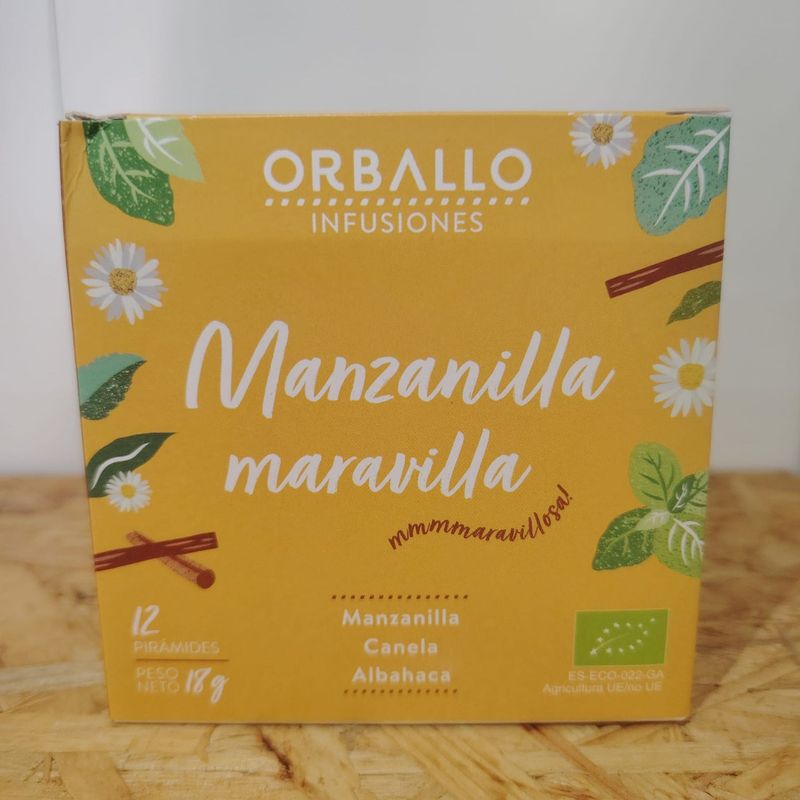 ORBALLO
INFUSIONES
Manzanilla
maravilla
mmmmaravillosa!
12
PIRÁMIDES
PESO
NETO 18 g
Manzanilla
Canela
Albahaca
ES-ECO-022-GA
Agricultura UE/no UE